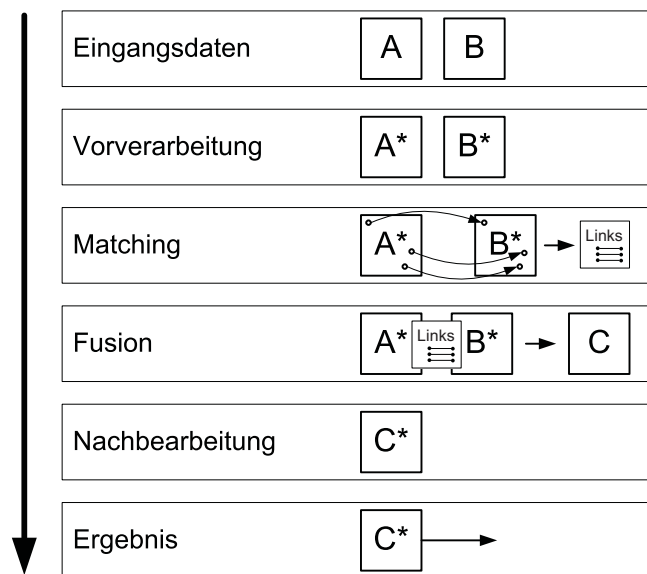 Eingangsdaten A B
Vorverarbeitung A* B*
Matching A* B* Links
Fusion A* Links B* C
Nachbearbeitung C*
Ergebnis C*